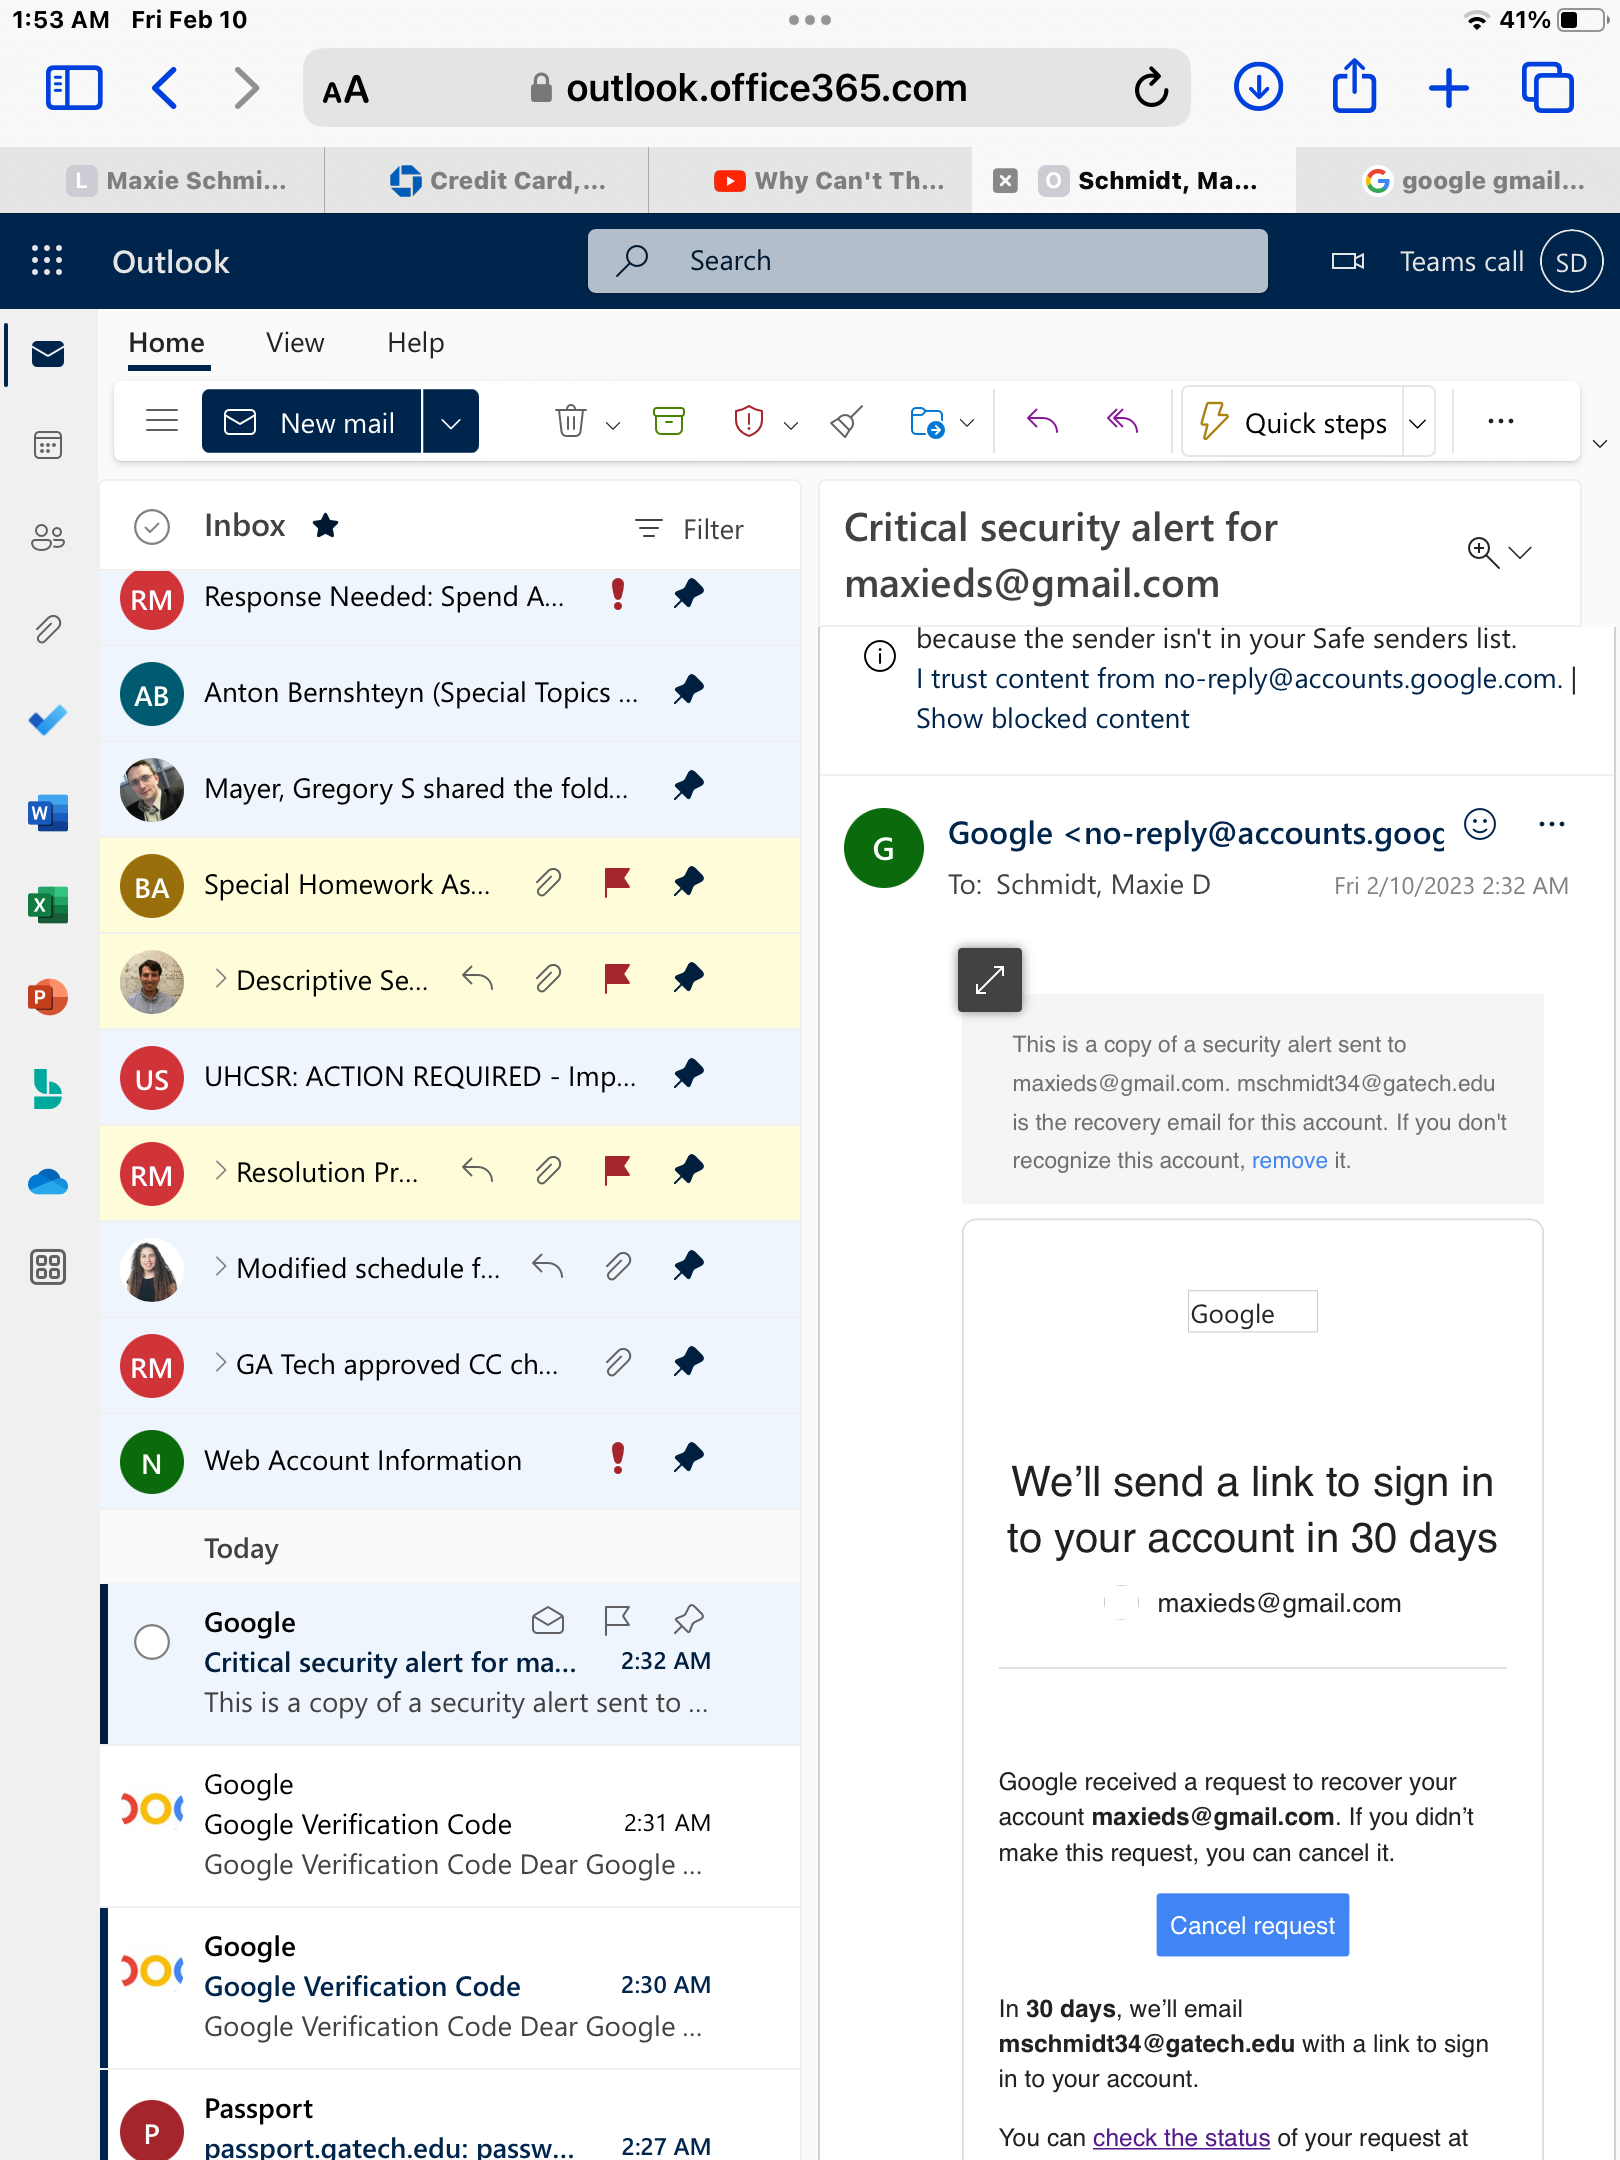 1:53 AM Fri Feb 10
41%
AA outlook.office365.com
L Maxie Schmi...
Credit Card,...
Why Can't Th...
O Schmidt, Ma...
google gmail...
Outlook
Search
Teams call SD
Home View Help
New mail
Quick steps
Inbox
Filter
RM Response Needed: Spend A...
AB Anton Bernshteyn (Special Topics ...
Mayer, Gregory S shared the fold...
BA Special Homework As...
Descriptive Se...
US UHCSR: ACTION REQUIRED - Imp...
RM Resolution Pr...
Modified schedule f...
RM GA Tech approved CC ch...
N Web Account Information
Today
Google
Critical security alert for ma... 2:32 AM
This is a copy of a security alert sent to ...
Google
Google Verification Code 2:31 AM
Google Verification Code Dear Google ...
Google
Google Verification Code 2:30 AM
Google Verification Code Dear Google ...
P Passport
passport.gatech.edu: passw... 2:27 AM
Critical security alert for
maxieds@gmail.com
because the sender isn't in your Safe senders list.
I trust content from no-reply@accounts.google.com. |
Show blocked content
G Google <no-reply@accounts.goog
To: Schmidt, Maxie D
Fri 2/10/2023 2:32 AM
This is a copy of a security alert sent to
maxieds@gmail.com. mschmidt34@gatech.edu
is the recovery email for this account. If you don't
recognize this account, remove it.
Google
We’ll send a link to sign in
to your account in 30 days
maxieds@gmail.com
Google received a request to recover your
account maxieds@gmail.com. If you didn’t
make this request, you can cancel it.
Cancel request
In 30 days, we’ll email
mschmidt34@gatech.edu with a link to sign
in to your account.
You can check the status of your request at
W
X
P